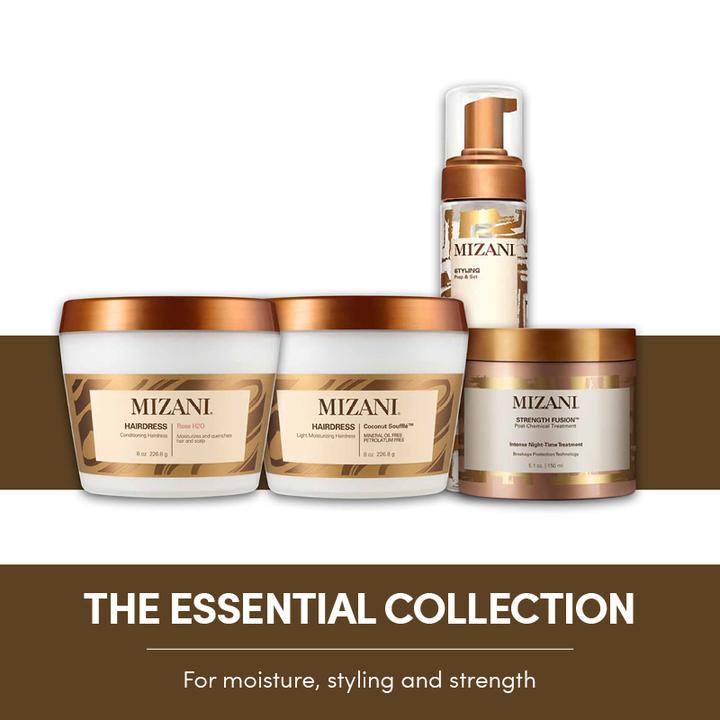 MIZANI.
STYLING
Prep & Set
MIZANI.
HAIRDRESS
Conditioning Hairdress
Rose H2O
Moisturizes and quenches
hair and scalp
8 oz 226.8 g
MIZANI.
HAIRDRESS
Light Moisturizing Hairdress
Coconut Soufflé™
MINERAL OIL FREE
PETROLATUM FREE
8 oz 226.8 g
MIZANI.
STRENGTH FUSION™
Post-Chemical Treatment
Intense Night-Time Treatment
Breakage Protection Technology
5.1 oz. | 150 ml
THE ESSENTIAL COLLECTION
For moisture, styling and strength